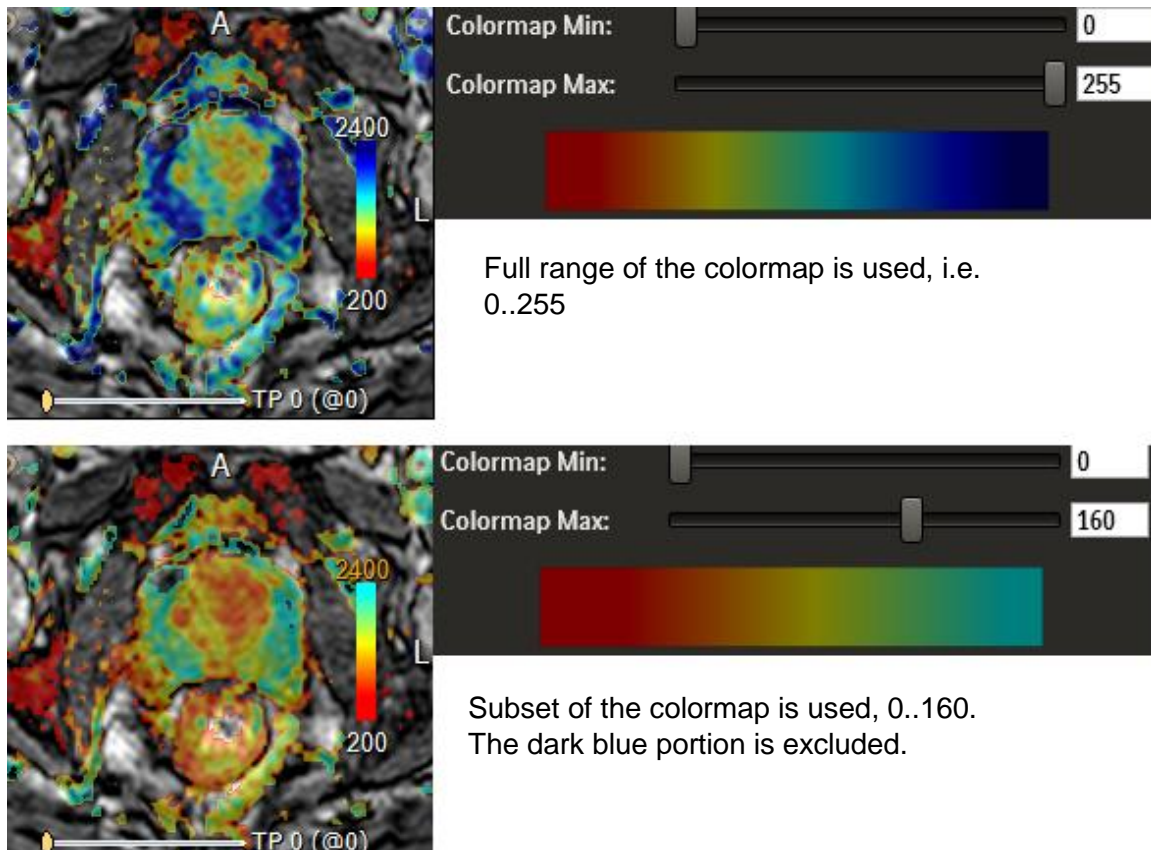 A
2400
L
200
TP 0 (@0)
Colormap Min:
0
Colormap Max:
255
Full range of the colormap is used, i.e.
0..255
A
2400
L
200
TP 0 (@0)
Colormap Min:
0
Colormap Max:
160
Subset of the colormap is used, 0..160.
The dark blue portion is excluded.